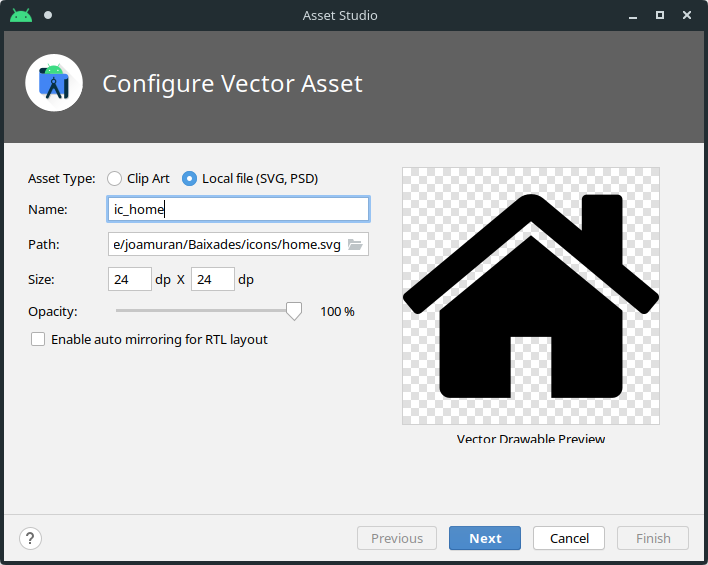 Asset Studio
Configure Vector Asset
Asset Type: Clip Art Local file (SVG, PSD)
Name: ic_home
Path: e/joamuran/Baixades/icons/home.svg
Size: 24 dp X 24 dp
Opacity: 100 %
Enable auto mirroring for RTL layout
Vector Drawable Preview
? Previous Next Cancel Finish